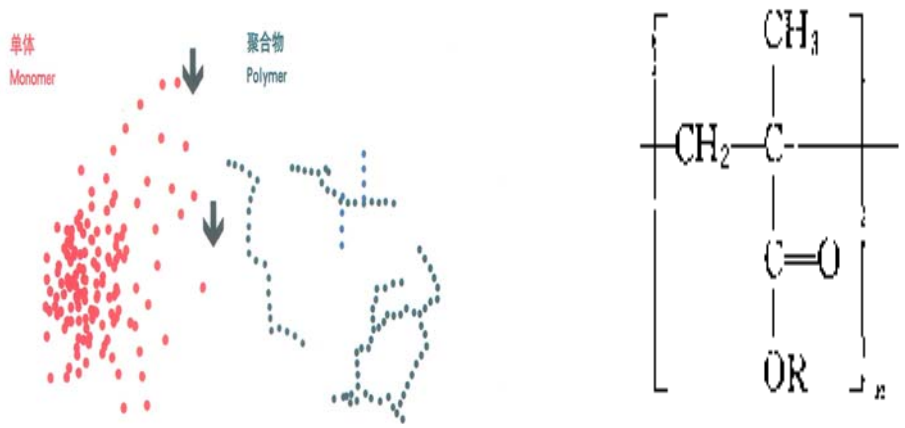 单体
Monomer
聚合物
Polymer
CH₃
CH₂—C
C=O
OR
n